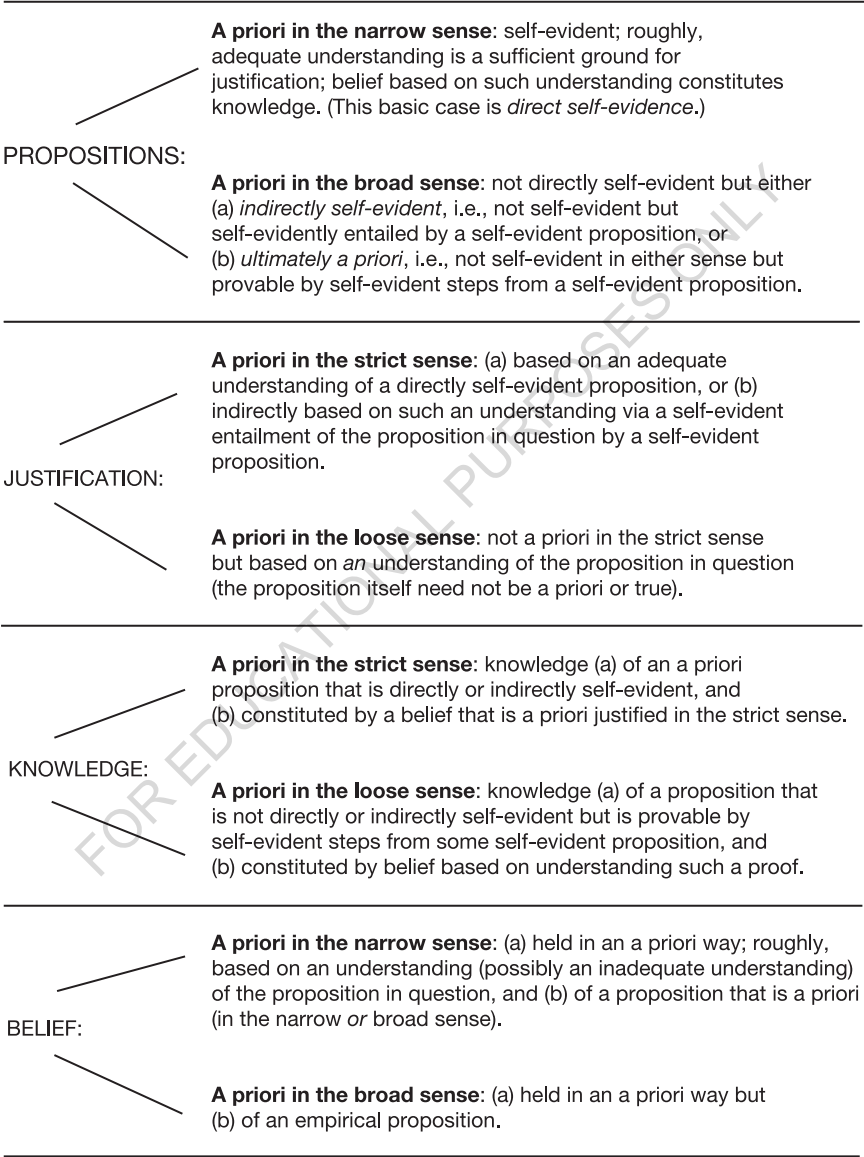 A priori in the narrow sense: self-evident; roughly,
adequate understanding is a sufficient ground for
justification; belief based on such understanding constitutes
knowledge. (This basic case is direct self-evidence.)
PROPOSITIONS:
A priori in the broad sense: not directly self-evident but either
(a) indirectly self-evident, i.e., not self-evident but
self-evidently entailed by a self-evident proposition, or
(b) ultimately a priori, i.e., not self-evident in either sense but
provable by self-evident steps from a self-evident proposition.
A priori in the strict sense: (a) based on an adequate
understanding of a directly self-evident proposition, or (b)
indirectly based on such an understanding via a self-evident
entailment of the proposition in question by a self-evident
proposition.
JUSTIFICATION:
A priori in the loose sense: not a priori in the strict sense
but based on an understanding of the proposition in question
(the proposition itself need not be a priori or true).
A priori in the strict sense: knowledge (a) of an a priori
proposition that is directly or indirectly self-evident, and
(b) constituted by a belief that is a priori justified in the strict sense.
KNOWLEDGE:
A priori in the loose sense: knowledge (a) of a proposition that
is not directly or indirectly self-evident but is provable by
self-evident steps from some self-evident proposition, and
(b) constituted by belief based on understanding such a proof.
A priori in the narrow sense: (a) held in an a priori way; roughly,
based on an understanding (possibly an inadequate understanding)
of the proposition in question, and (b) of a proposition that is a priori
(in the narrow or broad sense).
BELIEF:
A priori in the broad sense: (a) held in an a priori way but
(b) of an empirical proposition.
FOR EDUCATIONAL PURPOSES ONLY